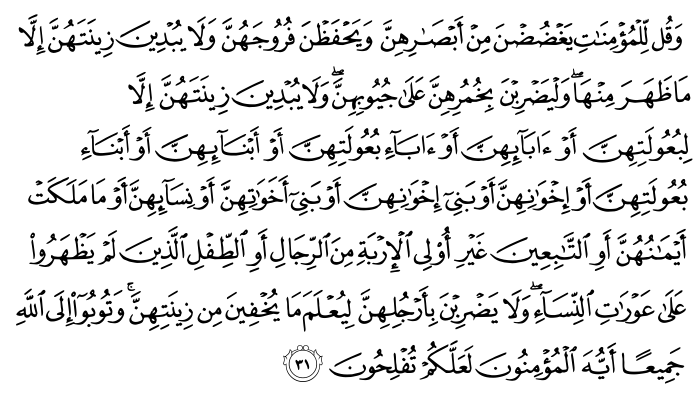 وَقُل لِّلْمُؤْمِنَٰتِ يَغْضُضْنَ مِنْ أَبْصَٰرِهِنَّ وَيَحْفَظْنَ فُرُوجَهُنَّ وَلَا يُبْدِينَ زِينَتَهُنَّ إِلَّا
مَا ظَهَرَ مِنْهَا ۖ وَلْيَضْرِبْنَ بِخُمُرِهِنَّ عَلَىٰ جُيُوبِهِنَّ ۖ وَلَا يُبْدِينَ زِينَتَهُنَّ إِلَّا
لِبُعُولَتِهِنَّ أَوْ ءَابَآئِهِنَّ أَوْ ءَابَآءِ بُعُولَتِهِنَّ أَوْ أَبْنَآئِهِنَّ أَوْ أَبْنَآءِ
بُعُولَتِهِنَّ أَوْ إِخْوَٰنِهِنَّ أَوْ بَنِىٓ إِخْوَٰنِهِنَّ أَوْ بَنِىٓ أَخَوَٰتِهِنَّ أَوْ نِسَآئِهِنَّ أَوْ مَا مَلَكَتْ
أَيْمَٰنُهُنَّ أَوِ ٱلتَّٰبِعِينَ غَيْرِ أُو۟لِى ٱلْإِرْبَةِ مِنَ ٱلرِّجَالِ أَوِ ٱلطِّفْلِ ٱلَّذِينَ لَمْ يَظْهَرُوا۟
عَلَىٰ عَوْرَٰتِ ٱلنِّسَآءِ ۖ وَلَا يَضْرِبْنَ بِأَرْجُلِهِنَّ لِيُعْلَمَ مَا يُخْفِينَ مِن زِينَتِهِنَّ ۚ وَتُوبُوٓا۟ إِلَى ٱللَّهِ
جَمِيعًا أَيُّهَ ٱلْمُؤْمِنُونَ لَعَلَّكُمْ تُفْلِحُونَ ٣١